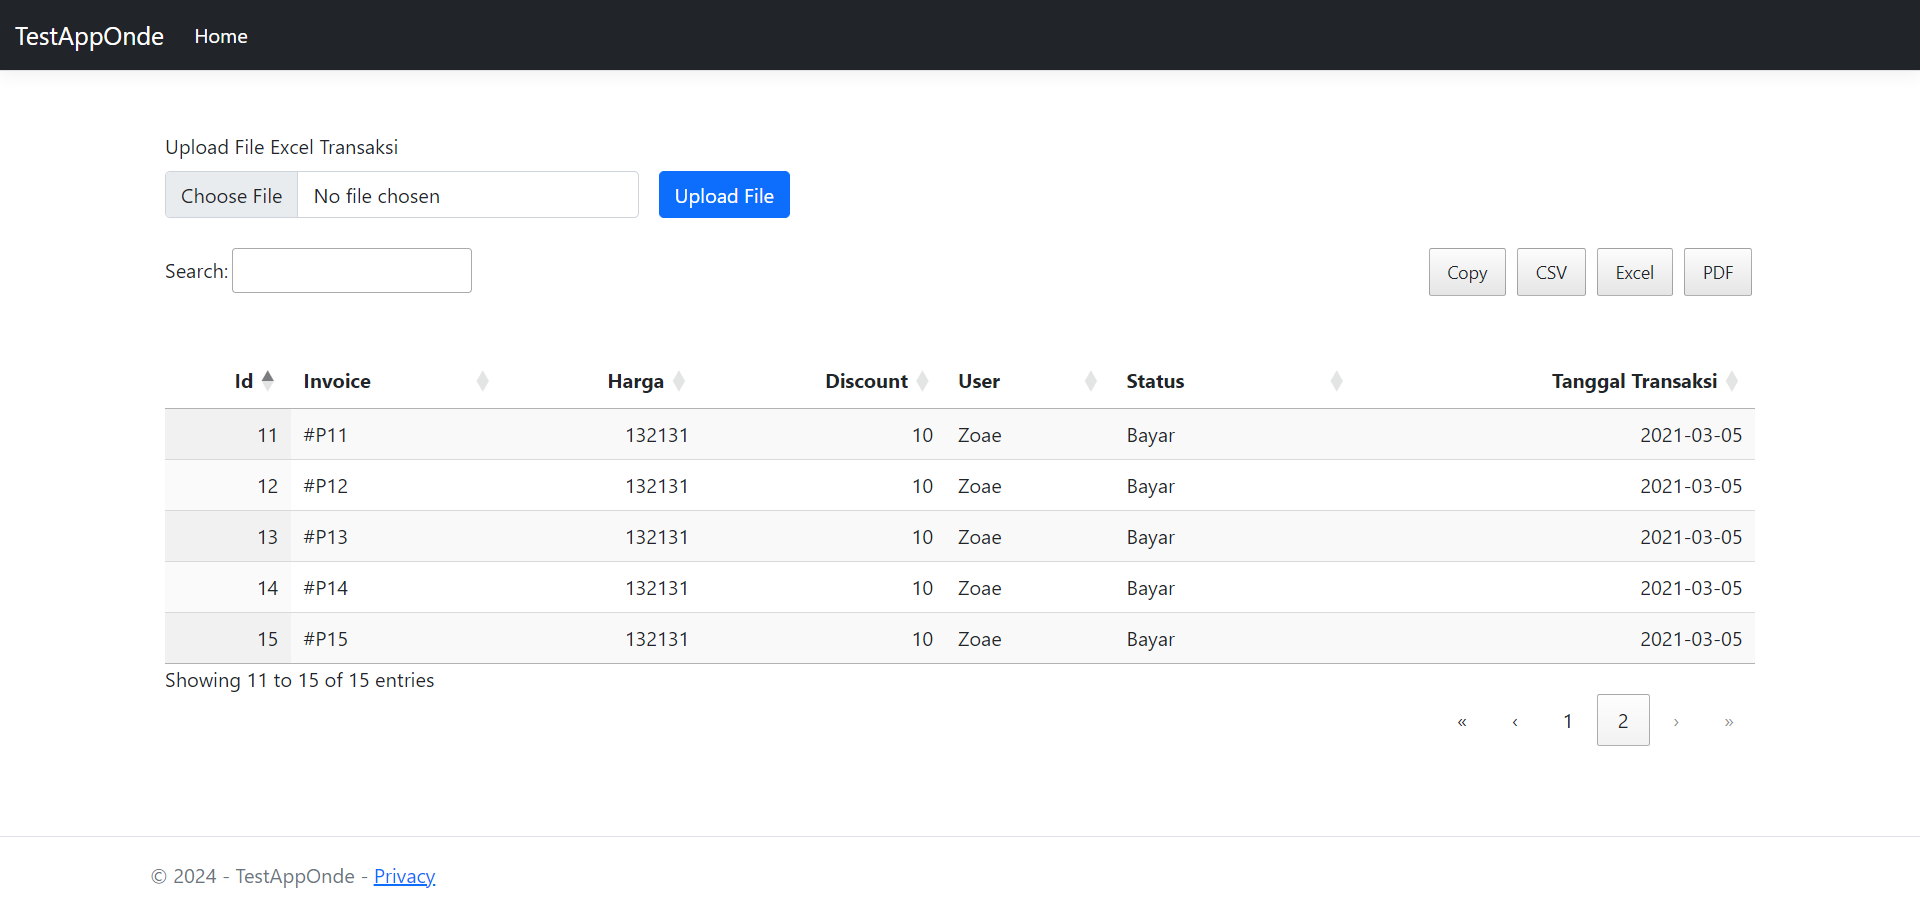 TestAppOnde Home
Upload File Excel Transaksi
Choose File No file chosen Upload File
Search: Copy CSV Excel PDF
Id Invoice Harga Discount User Status Tanggal Transaksi
11 #P11 132131 10 Zoae Bayar 2021-03-05
12 #P12 132131 10 Zoae Bayar 2021-03-05
13 #P13 132131 10 Zoae Bayar 2021-03-05
14 #P14 132131 10 Zoae Bayar 2021-03-05
15 #P15 132131 10 Zoae Bayar 2021-03-05
Showing 11 to 15 of 15 entries
« ‹ 1 2 › »
© 2024 - TestAppOnde - Privacy